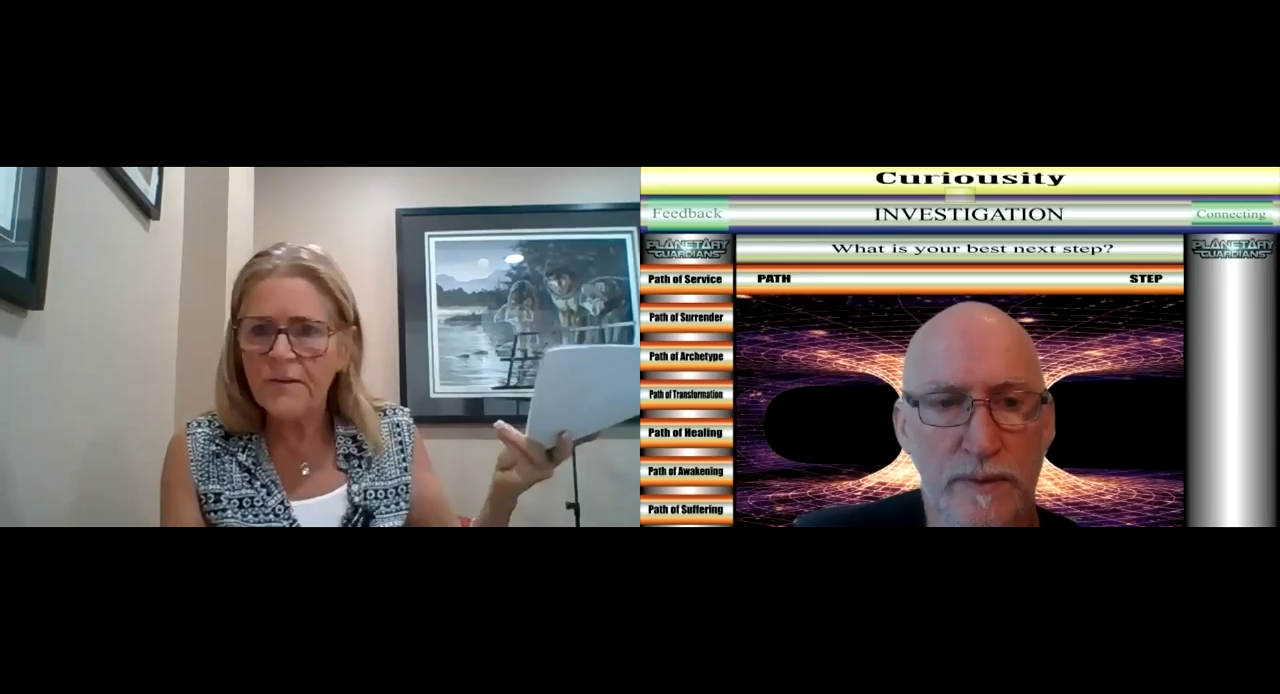 Curiousity
Feedback
INVESTIGATION
Connecting
PLANETARY GUARDIANS
What is your best next step?
PLANETARY GUARDIANS
PATH
STEP
Path of Service
Path of Surrender
Path of Archetype
Path of Transformation
Path of Healing
Path of Awakening
Path of Suffering